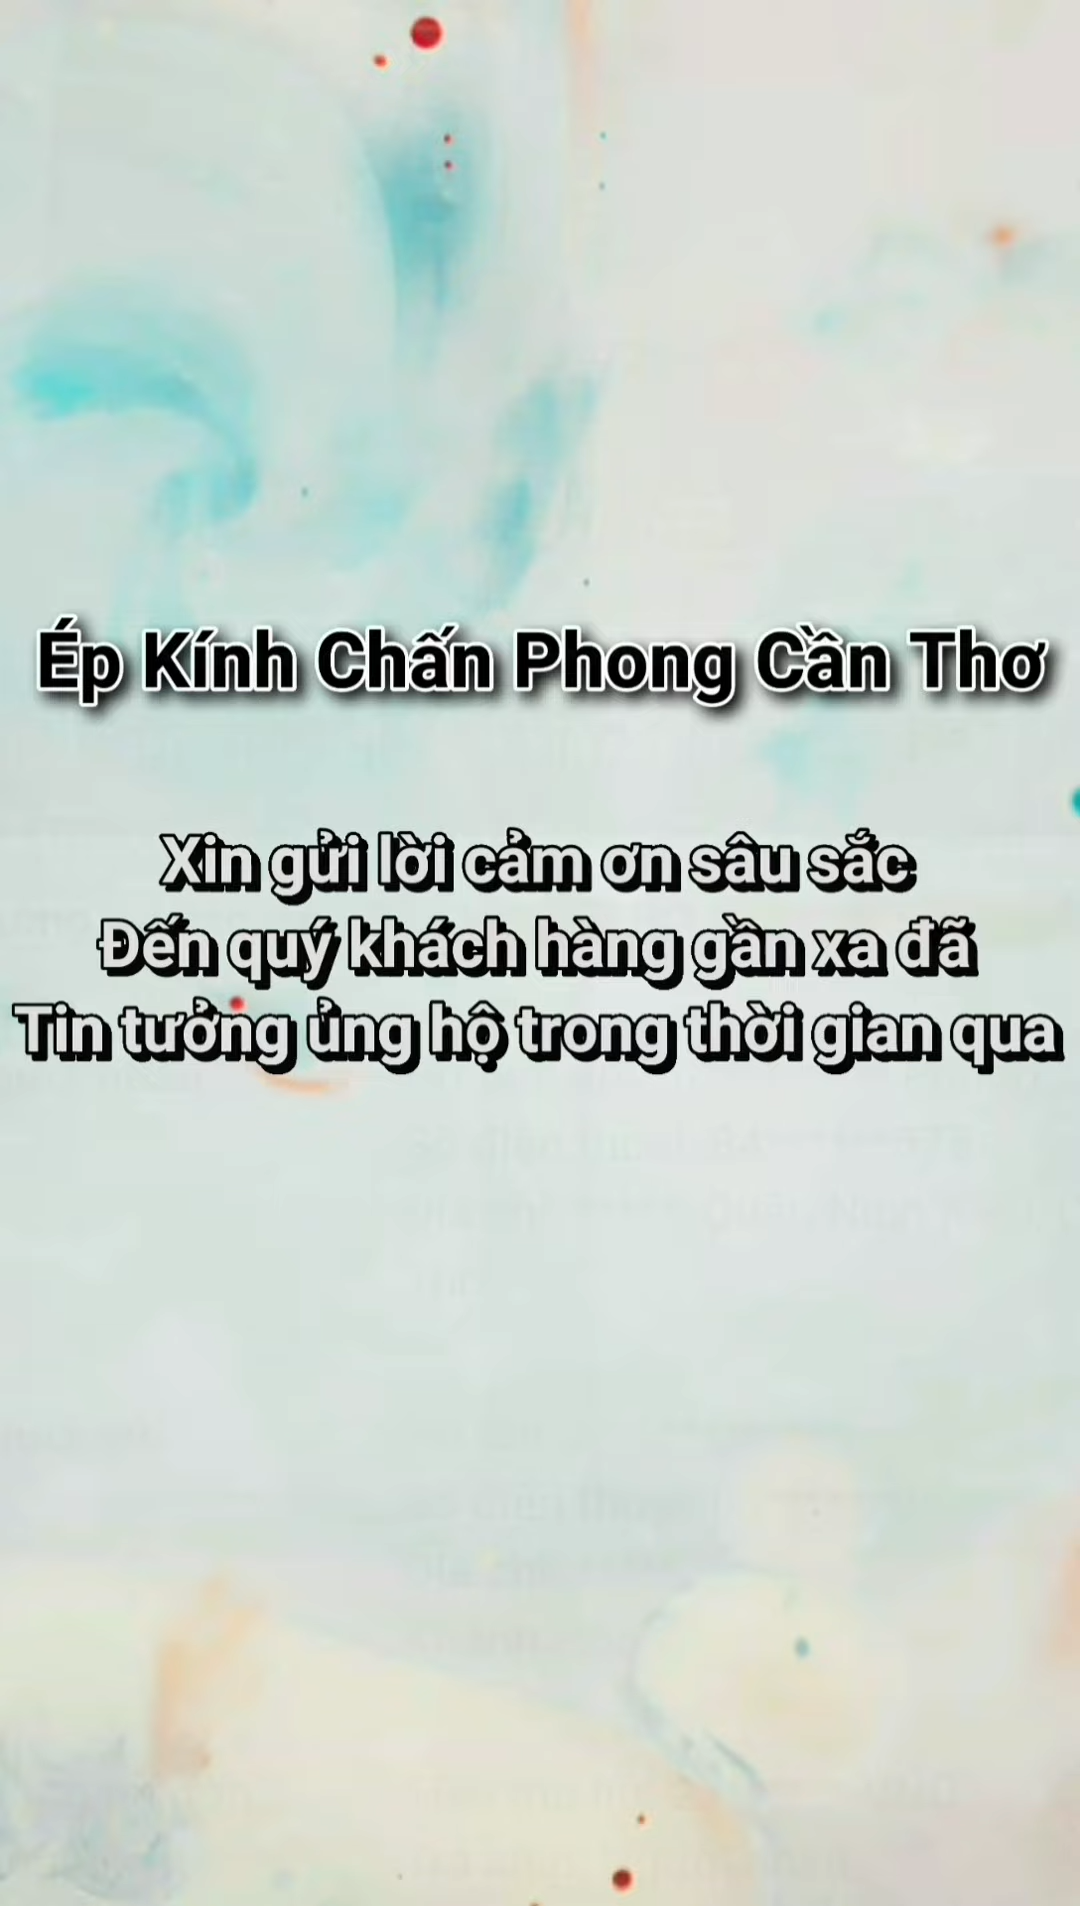 Ép Kính Chấn Phong Cần Thơ
Xin gửi lời cảm ơn sâu sắc
Đến quý khách hàng gần xa đã
Tin tưởng ủng hộ trong thời gian qua